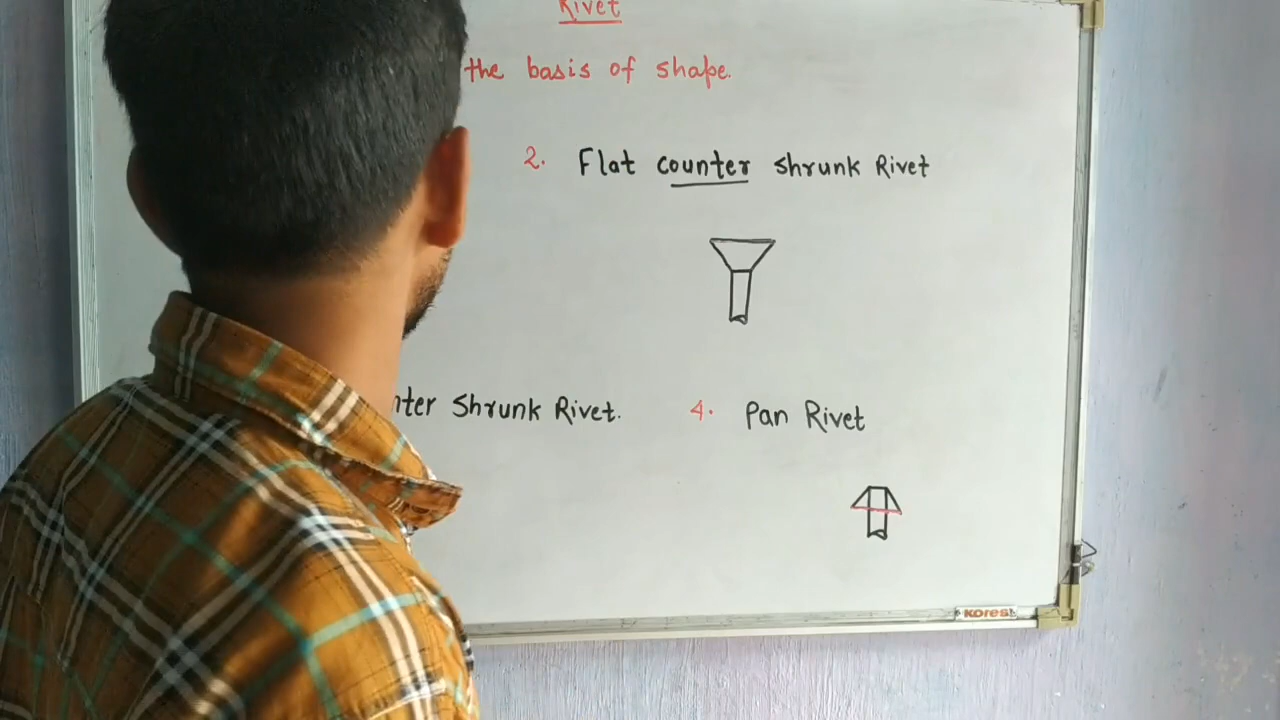 Rivet
the basis of shape.
2. Flat counter shrunk Rivet
nter Shrunk Rivet.
4. Pan Rivet
Kores